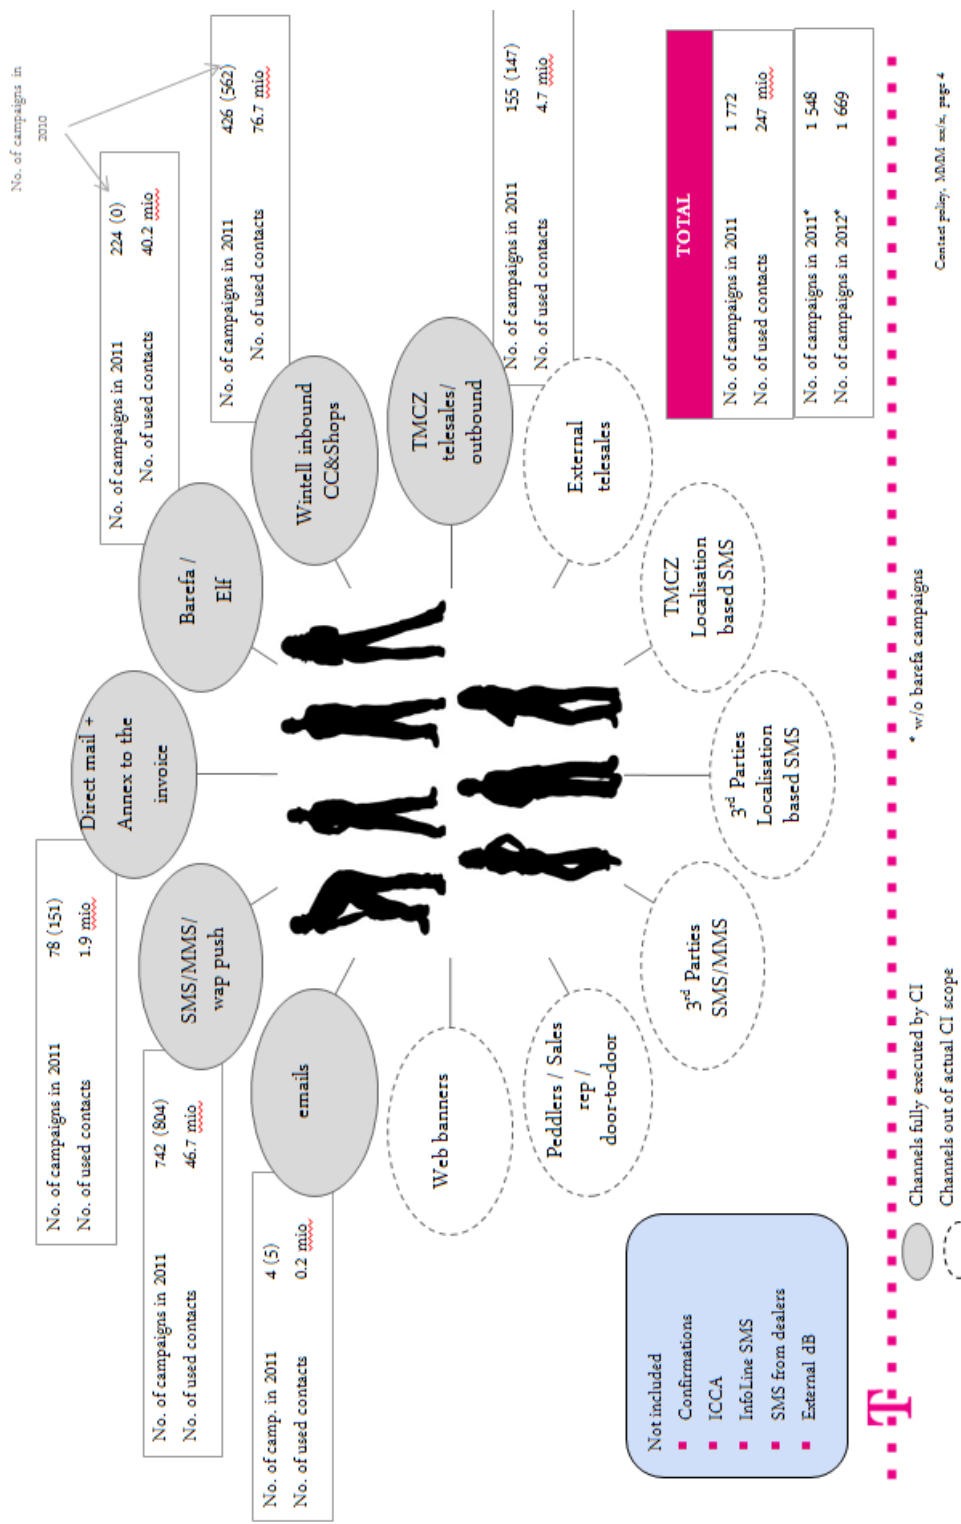 No. of campaigns in
2010
No. of campaigns in 2011 224 (0)
No. of used contacts 40.2 mio
No. of campaigns in 2011 426 (562)
No. of used contacts 76.7 mio
No. of campaigns in 2011 155 (147)
No. of used contacts 4.7 mio
No. of campaigns in 2011 78 (151)
No. of used contacts 1.9 mio
No. of campaigns in 2011 742 (804)
No. of used contacts 46.7 mio
No. of camp. in 2011 4 (5)
No. of used contacts 0.2 mio
Direct mail +
Annex to the
invoice
Barefa /
Elf
Wintell inbound
CC&Shops
TMCZ
telesales/
outbound
External
telesales
TMCZ
Localisation
based SMS
3rd Parties
Localisation
based SMS
3rd Parties
SMS/MMS
Peddlers / Sales
rep /
door-to-door
Web banners
emails
SMS/MMS/
wap push
TOTAL
No. of campaigns in 2011 1 772
No. of used contacts 247 mio
No. of campaigns in 2011* 1 548
No. of campaigns in 2012* 1 669
Not included
Confirmations
ICCA
InfoLine SMS
SMS from dealers
External dB
T
Channels fully executed by CI
Channels out of actual CI scope
* w/o barefa campaigns
Contact policy, MMM xx/x, page 4